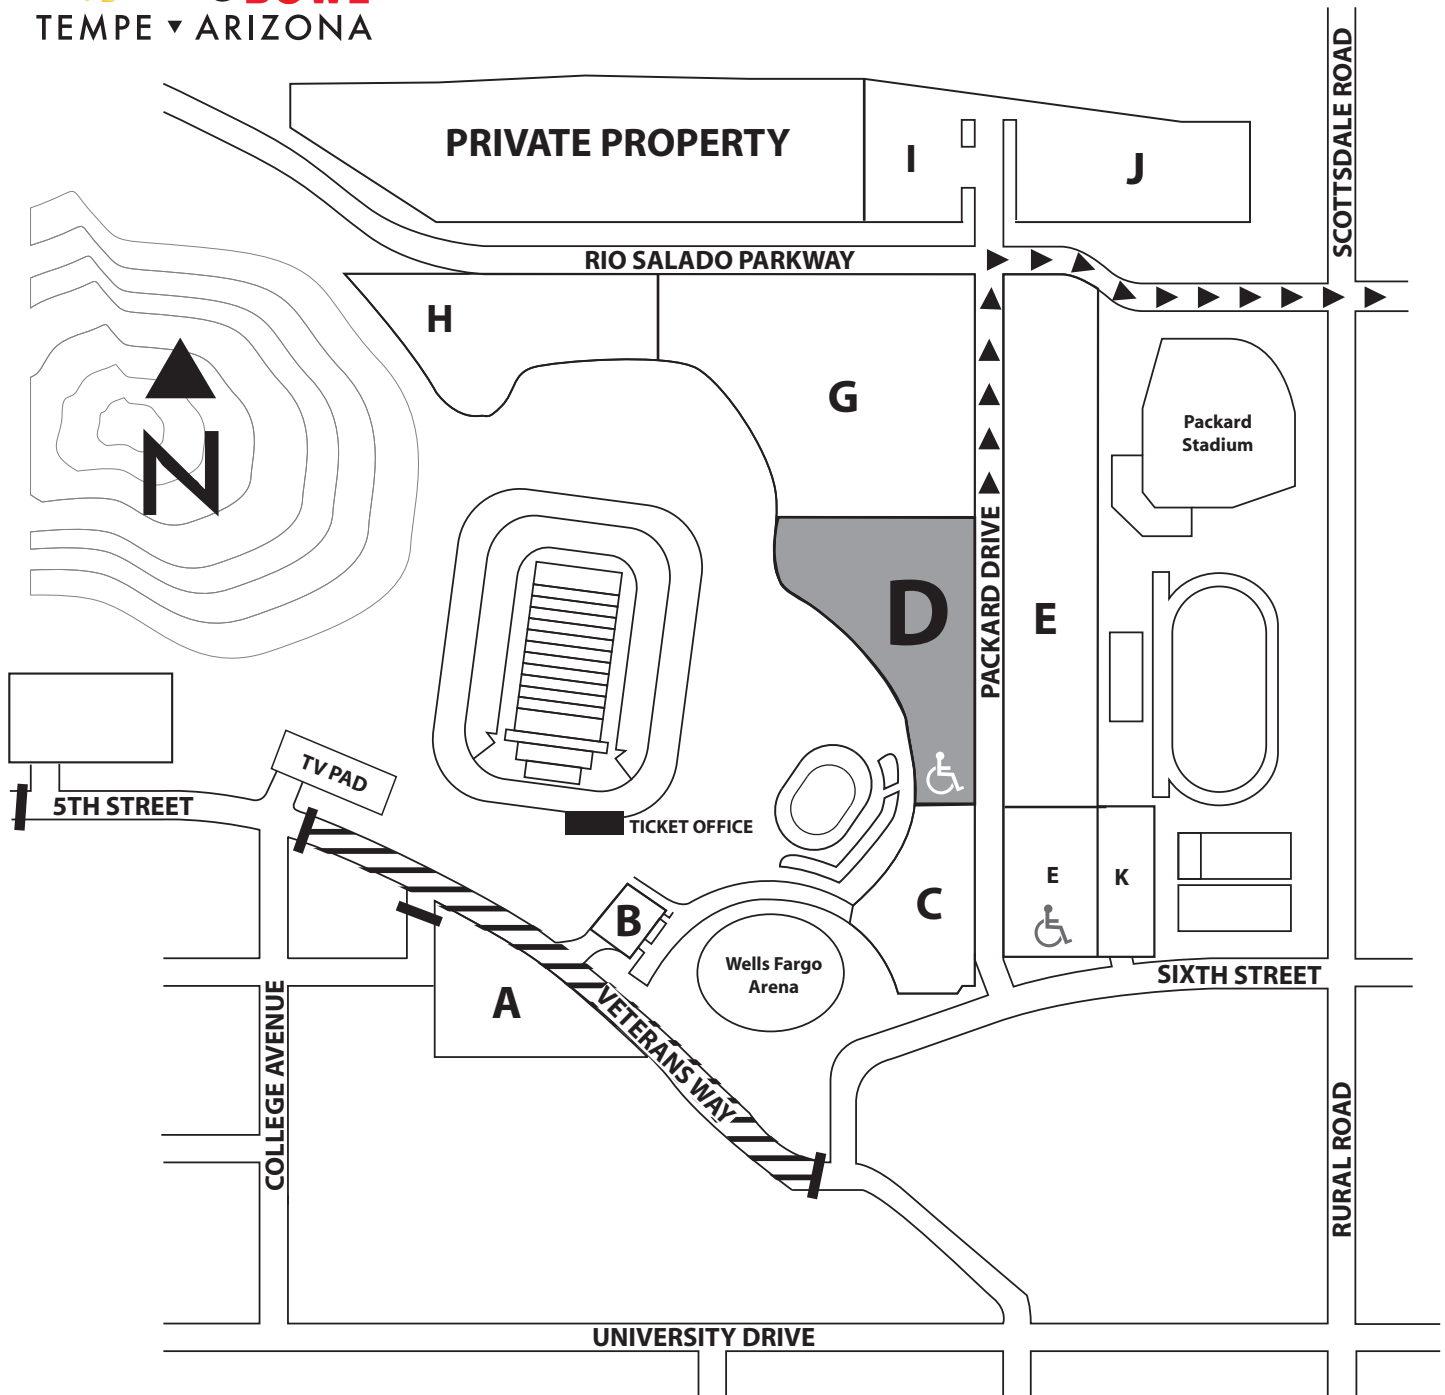 BOWL
TEMPE ▼ ARIZONA
SCOTTSDALE ROAD
PRIVATE PROPERTY
I
J
RIO SALADO PARKWAY
H
G
N
Packard
Stadium
PACKARD DRIVE
D
E
TV PAD
5TH STREET
TICKET OFFICE
E
K
B
C
Wells Fargo
Arena
SIXTH STREET
A
VETERANS WAY
COLLEGE AVENUE
RURAL ROAD
UNIVERSITY DRIVE